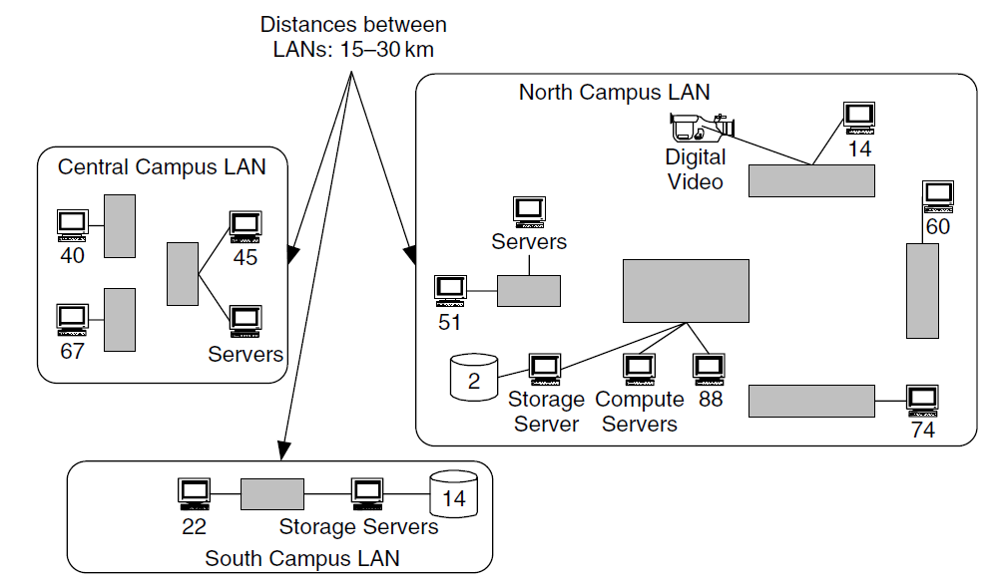 Distances between
LANs: 15–30 km
North Campus LAN
Digital
Video
14
Central Campus LAN
40
45
67
Servers
60
Servers
51
2
Storage
Server
Compute
Servers
88
74
14
22
Storage Servers
South Campus LAN